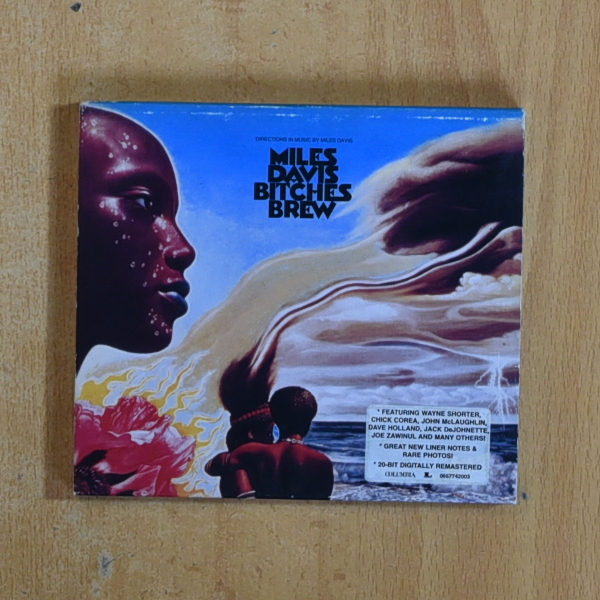 DIRECTIONS IN MUSIC BY MILES DAVIS
MILES
DAVIS
BITCHES
BREW
* FEATURING WAYNE SHORTER,
CHICK COREA, JOHN McLAUGHLIN,
DAVE HOLLAND, JACK DeJOHNETTE,
JOE ZAWINUL AND MANY OTHERS!
* GREAT NEW LINER NOTES &
RARE PHOTOS!
* 20-BIT DIGITALLY REMASTERED
COLUMBIA L 8657742003